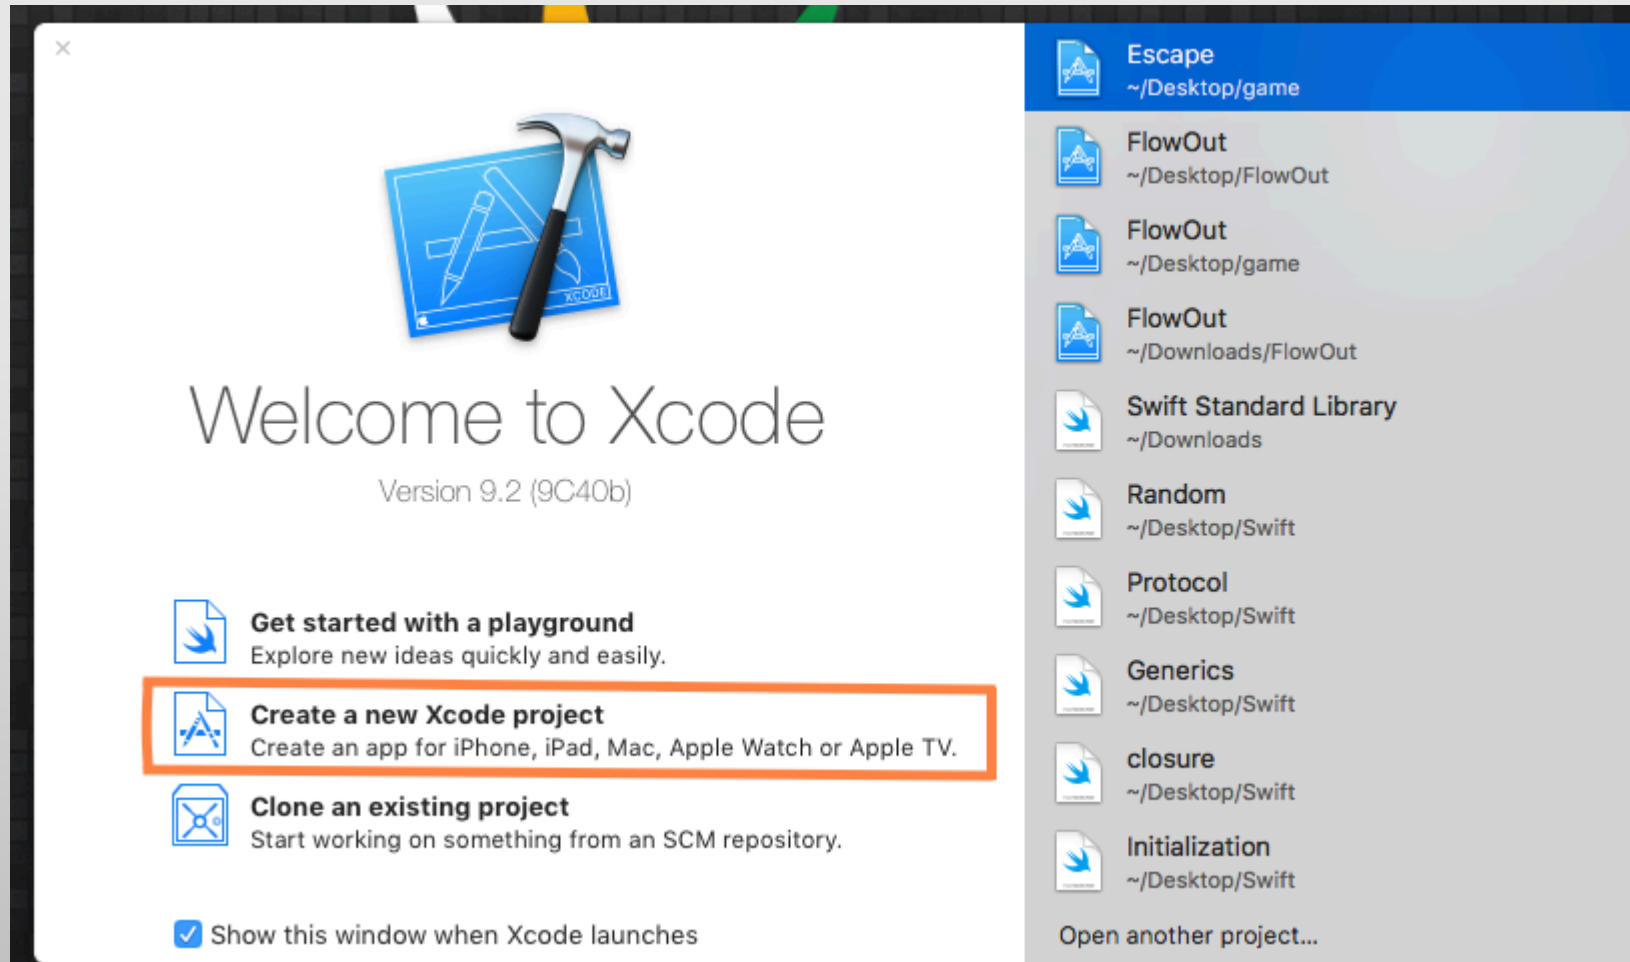 XCODE
Welcome to Xcode
Version 9.2 (9C40b)
Get started with a playground
Explore new ideas quickly and easily.
Create a new Xcode project
Create an app for iPhone, iPad, Mac, Apple Watch or Apple TV.
Clone an existing project
Start working on something from an SCM repository.
Show this window when Xcode launches
Escape
~/Desktop/game
FlowOut
~/Desktop/FlowOut
FlowOut
~/Desktop/game
FlowOut
~/Downloads/FlowOut
Swift Standard Library
~/Downloads
Random
~/Desktop/Swift
Protocol
~/Desktop/Swift
Generics
~/Desktop/Swift
closure
~/Desktop/Swift
Initialization
~/Desktop/Swift
Open another project...